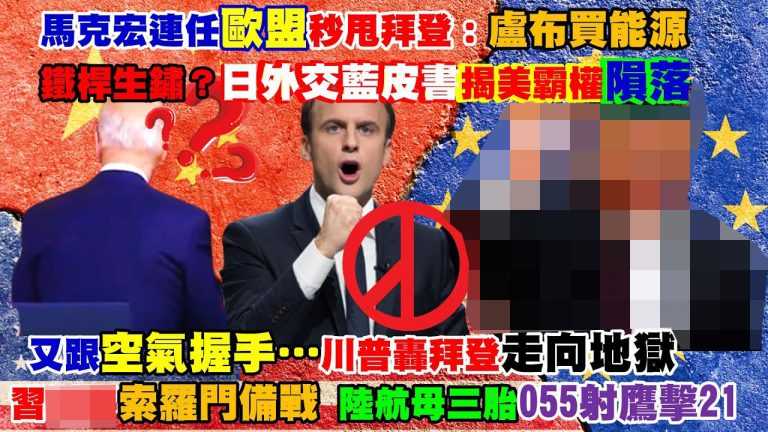 馬克宏連任歐盟秒甩拜登：盧布買能源
鐵桿生鏽？日外交藍皮書揭美霸權隕落
又跟空氣握手…川普轟拜登走向地獄
習 索羅門備戰 陸航母三胎055射鷹擊21